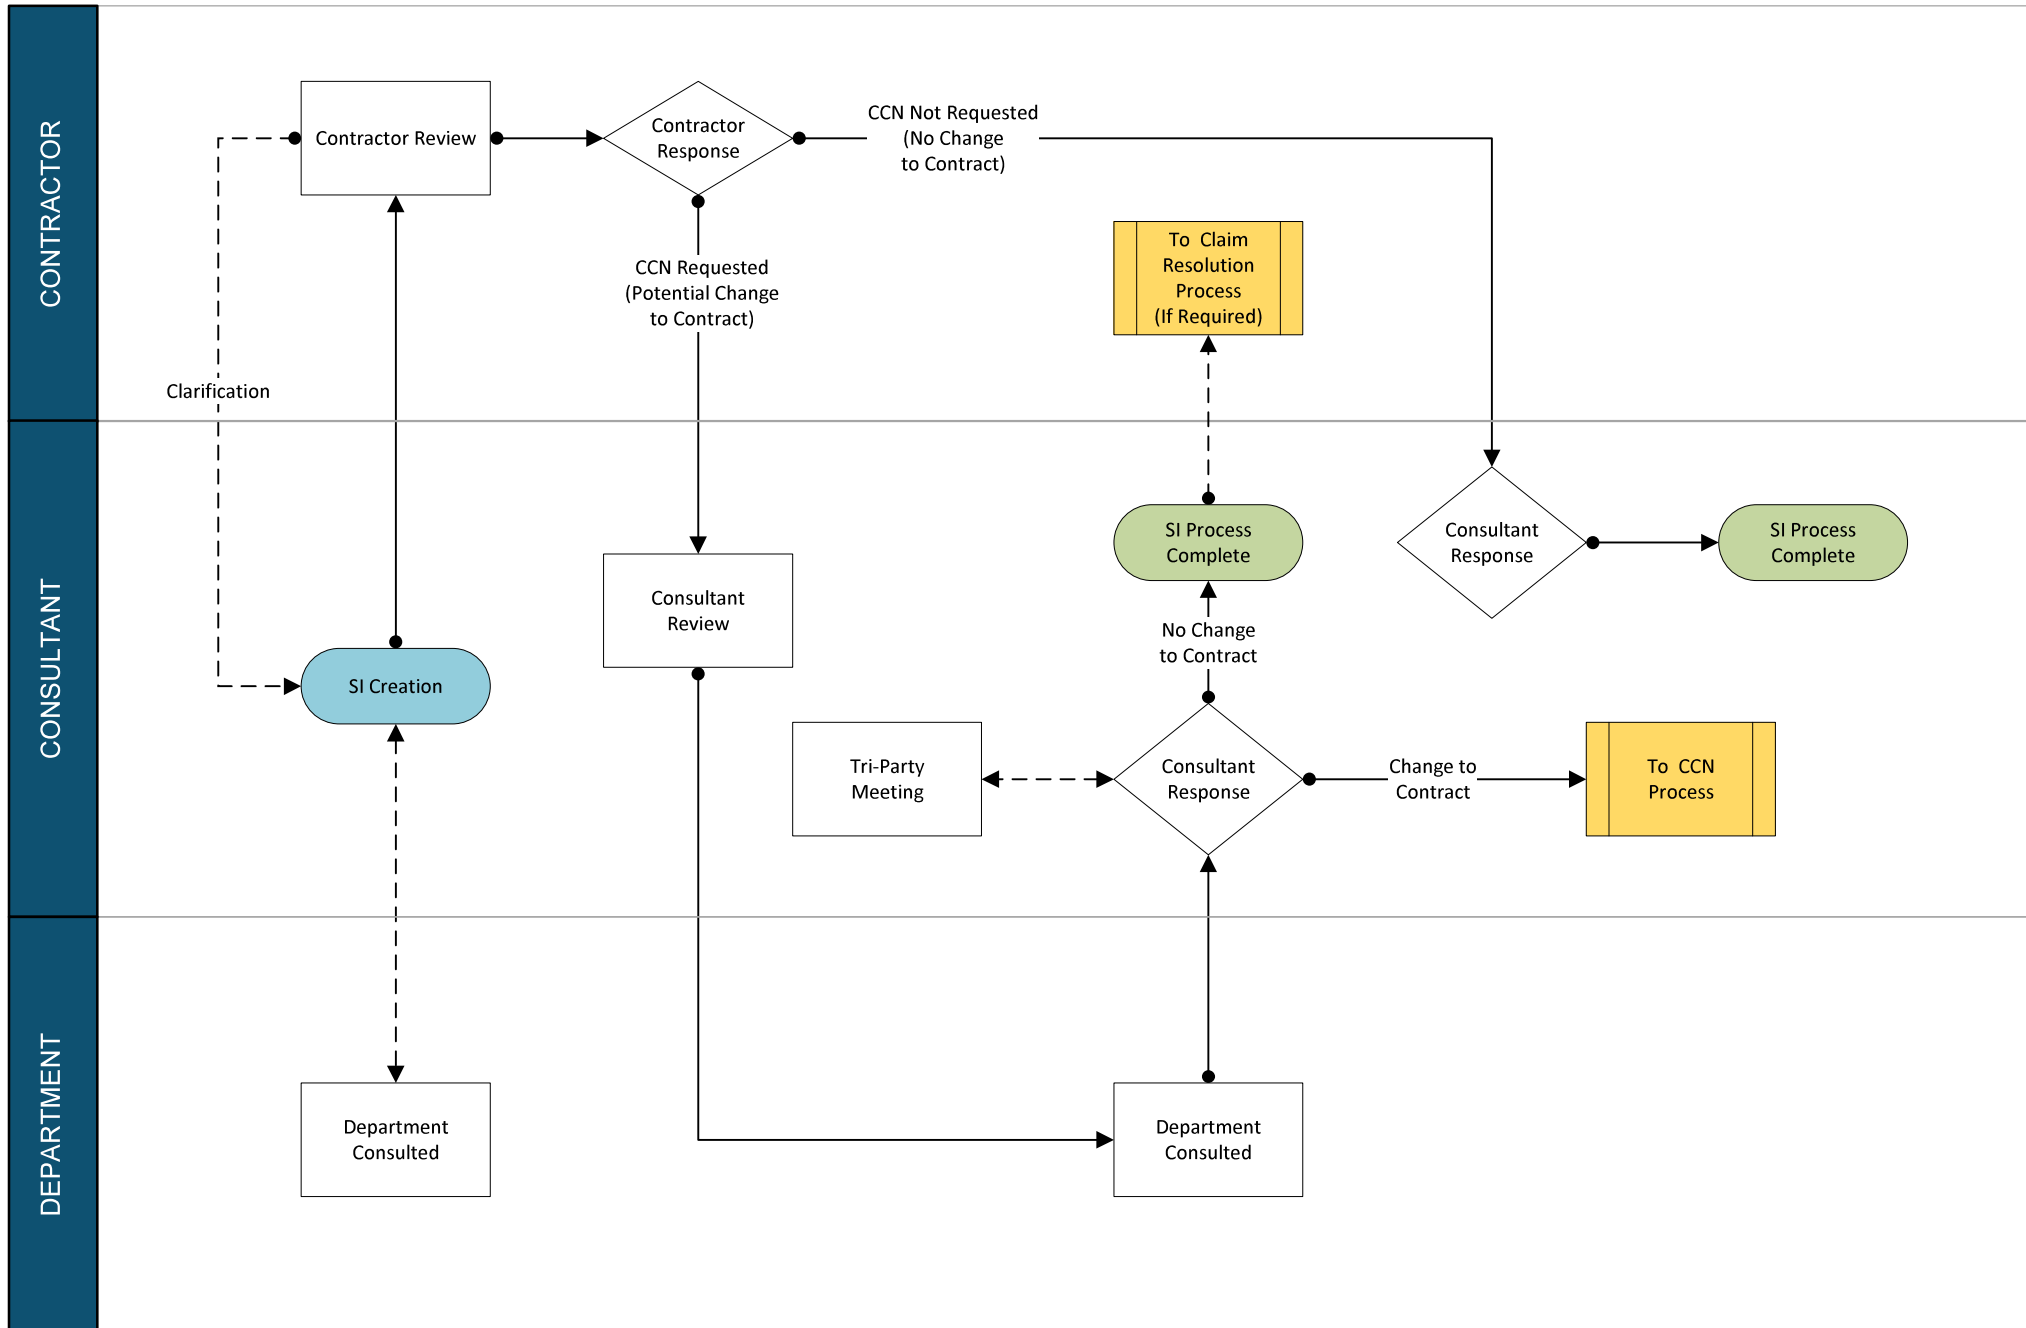 CONTRACTOR
Contractor Review
Contractor
Response
CCN Not Requested
(No Change
to Contract)
CCN Requested
(Potential Change
to Contract)
To Claim
Resolution
Process
(If Required)
Clarification
CONSULTANT
SI Creation
Consultant
Review
SI Process
Complete
Consultant
Response
SI Process
Complete
No Change
to Contract
Tri-Party
Meeting
Consultant
Response
Change to
Contract
To CCN
Process
DEPARTMENT
Department
Consulted
Department
Consulted